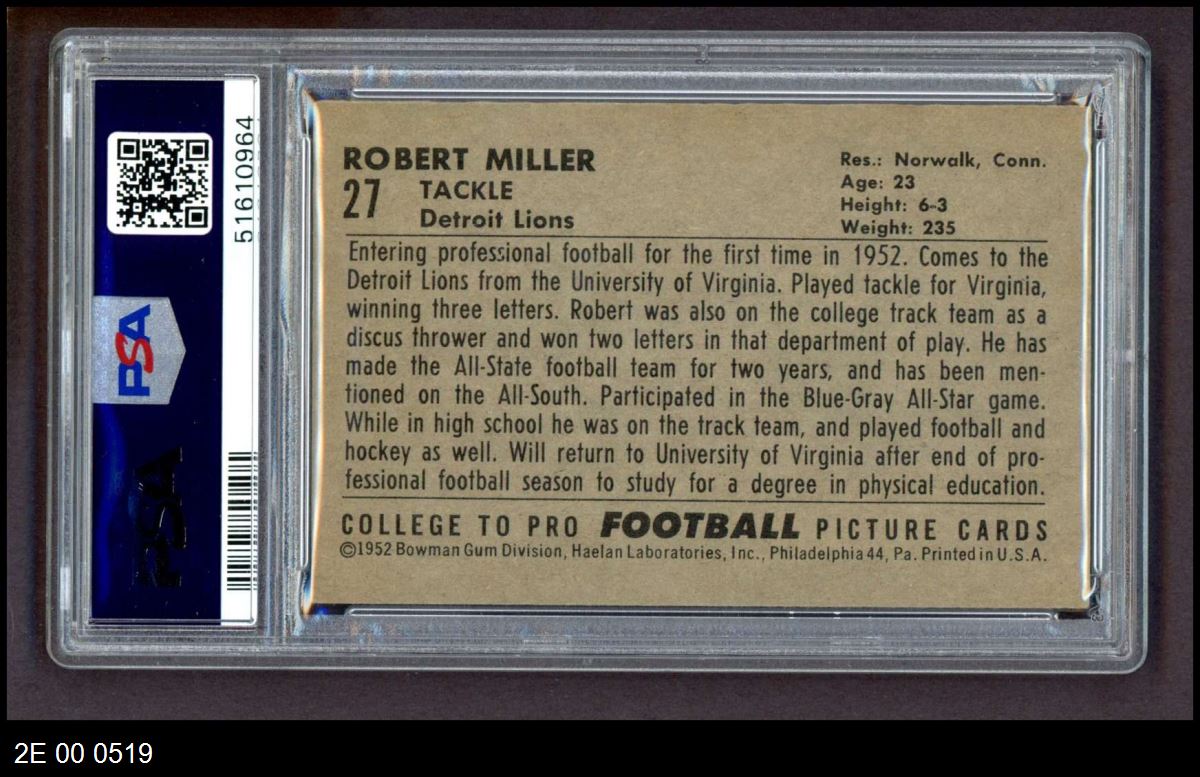 51610964
PSA
PSA
ROBERT MILLER
27 TACKLE
Detroit Lions
Res.: Norwalk, Conn.
Age: 23
Height: 6-3
Weight: 235
Entering professional football for the first time in 1952. Comes to the
Detroit Lions from the University of Virginia. Played tackle for Virginia,
winning three letters. Robert was also on the college track team as a
discus thrower and won two letters in that department of play. He has
made the All-State football team for two years, and has been men-
tioned on the All-South. Participated in the Blue-Gray All-Star game.
While in high school he was on the track team, and played football and
hockey as well. Will return to University of Virginia after end of pro-
fessional football season to study for a degree in physical education.
COLLEGE TO PRO FOOTBALL PICTURE CARDS
©1952 Bowman Gum Division, Haelan Laboratories, Inc., Philadelphia 44, Pa. Printed in U.S.A.
2E 00 0519